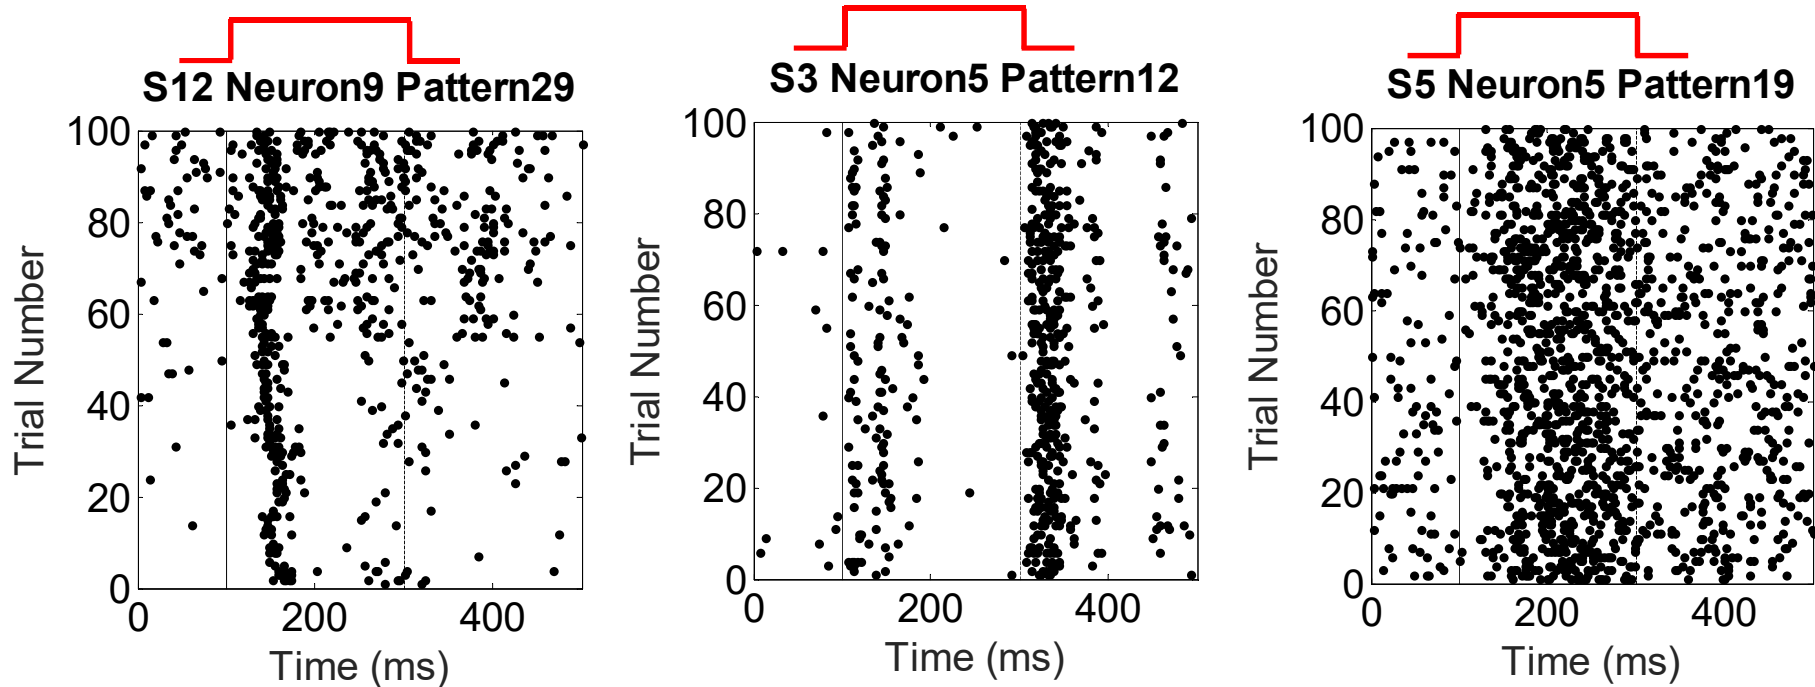 S12 Neuron9 Pattern29
100
80
60
40
20
0
0 200 400
Trial Number
Time (ms)
S3 Neuron5 Pattern12
100
80
60
40
20
0
0 200 400
Trial Number
Time (ms)
S5 Neuron5 Pattern19
100
80
60
40
20
0
0 200 400
Trial Number
Time (ms)